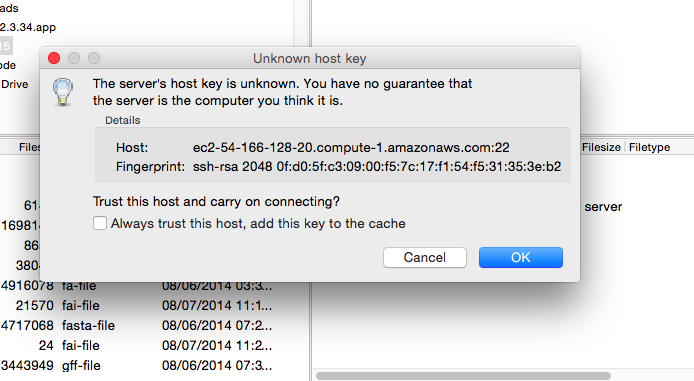 ads
2.3.34.app
15
ode
Drive
Unknown host key
The server's host key is unknown. You have no guarantee that
the server is the computer you think it is.
Details
Host: ec2-54-166-128-20.compute-1.amazonaws.com:22
Fingerprint: ssh-rsa 2048 0f:d0:5f:c3:09:00:f5:7c:17:f1:54:f5:31:35:3e:b2
Trust this host and carry on connecting?
Always trust this host, add this key to the cache
Cancel OK
Files
Filesize Filetype
server
614
169814
86
3804
4916078 fa-file 08/06/2014 03:3...
21570 fai-file 08/07/2014 11:1...
4717068 fasta-file 08/06/2014 07:2...
24 fai-file 08/07/2014 11:2...
3443949 gff-file 08/06/2014 07:3...